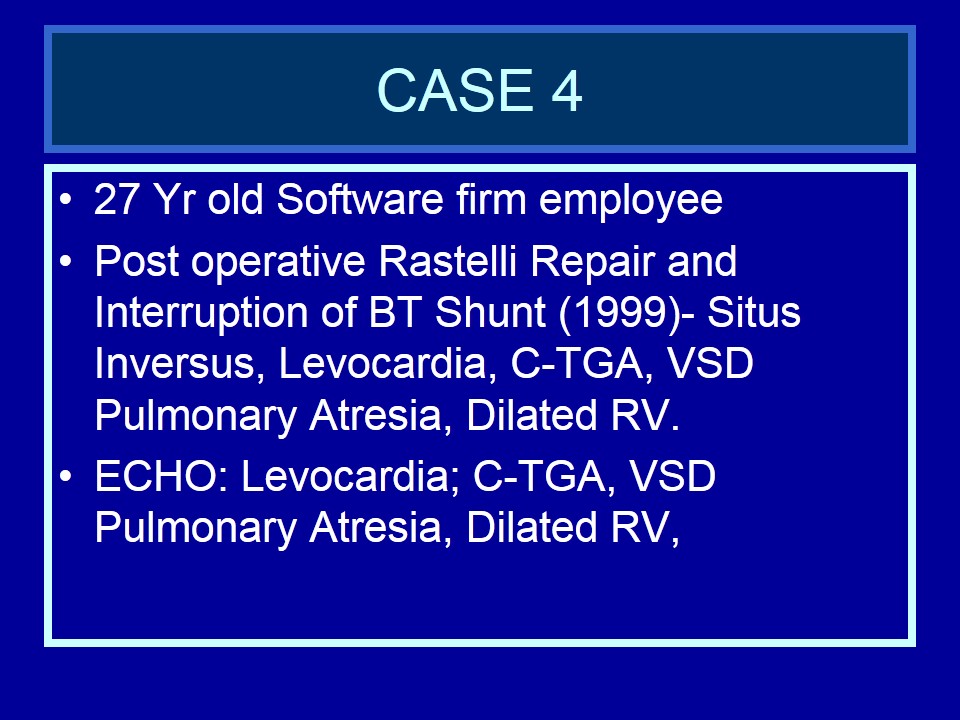 CASE 4
• 27 Yr old Software firm employee
• Post operative Rastelli Repair and
Interruption of BT Shunt (1999)- Situs
Inversus, Levocardia, C-TGA, VSD
Pulmonary Atresia, Dilated RV.
• ECHO: Levocardia; C-TGA, VSD
Pulmonary Atresia, Dilated RV,